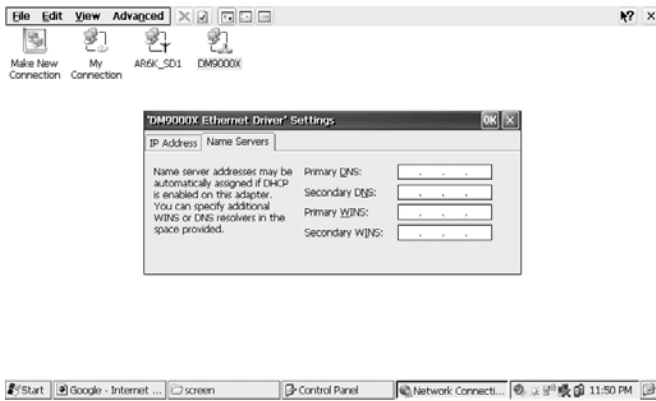 File Edit View Advanced
Make New Connection
My Connection
AR6K_SD1
DM9000X
'DM9000X Ethernet Driver' Settings
OK
IP Address
Name Servers
Name server addresses may be
automatically assigned if DHCP
is enabled on this adapter.
You can specify additional
WINS or DNS resolvers in the
space provided.
Primary DNS:
Secondary DNS:
Primary WINS:
Secondary WINS:
Start
Google - Internet ...
screen
Control Panel
Network Connecti...
11:50 PM